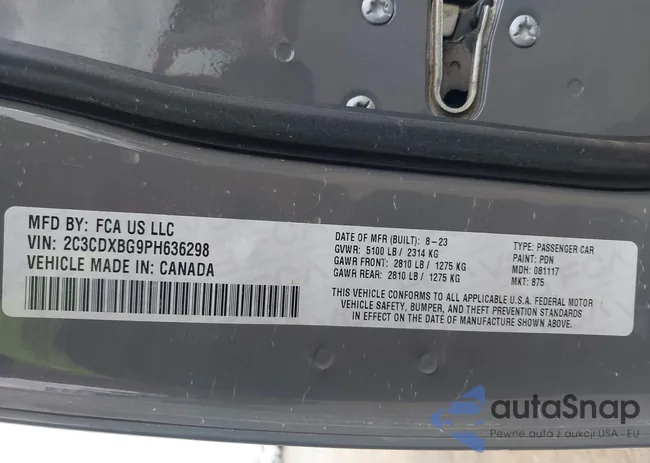 MFD BY: FCA US LLC
VIN: 2C3CDXBG9PH636298
VEHICLE MADE IN: CANADA
DATE OF MFR (BUILT): 8-23
GVWR: 5100 LB / 2314 KG
GAWR FRONT: 2810 LB / 1275 KG
GAWR REAR: 2810 LB / 1275 KG
TYPE: PASSENGER CAR
PAINT: PDN
MDH: 081117
MKT: 875
THIS VEHICLE CONFORMS TO ALL APPLICABLE U.S.A. FEDERAL MOTOR
VEHICLE SAFETY, BUMPER, AND THEFT PREVENTION STANDARDS
IN EFFECT ON THE DATE OF MANUFACTURE SHOWN ABOVE.
autaSnap
Pewne auta z aukcji USA i EU